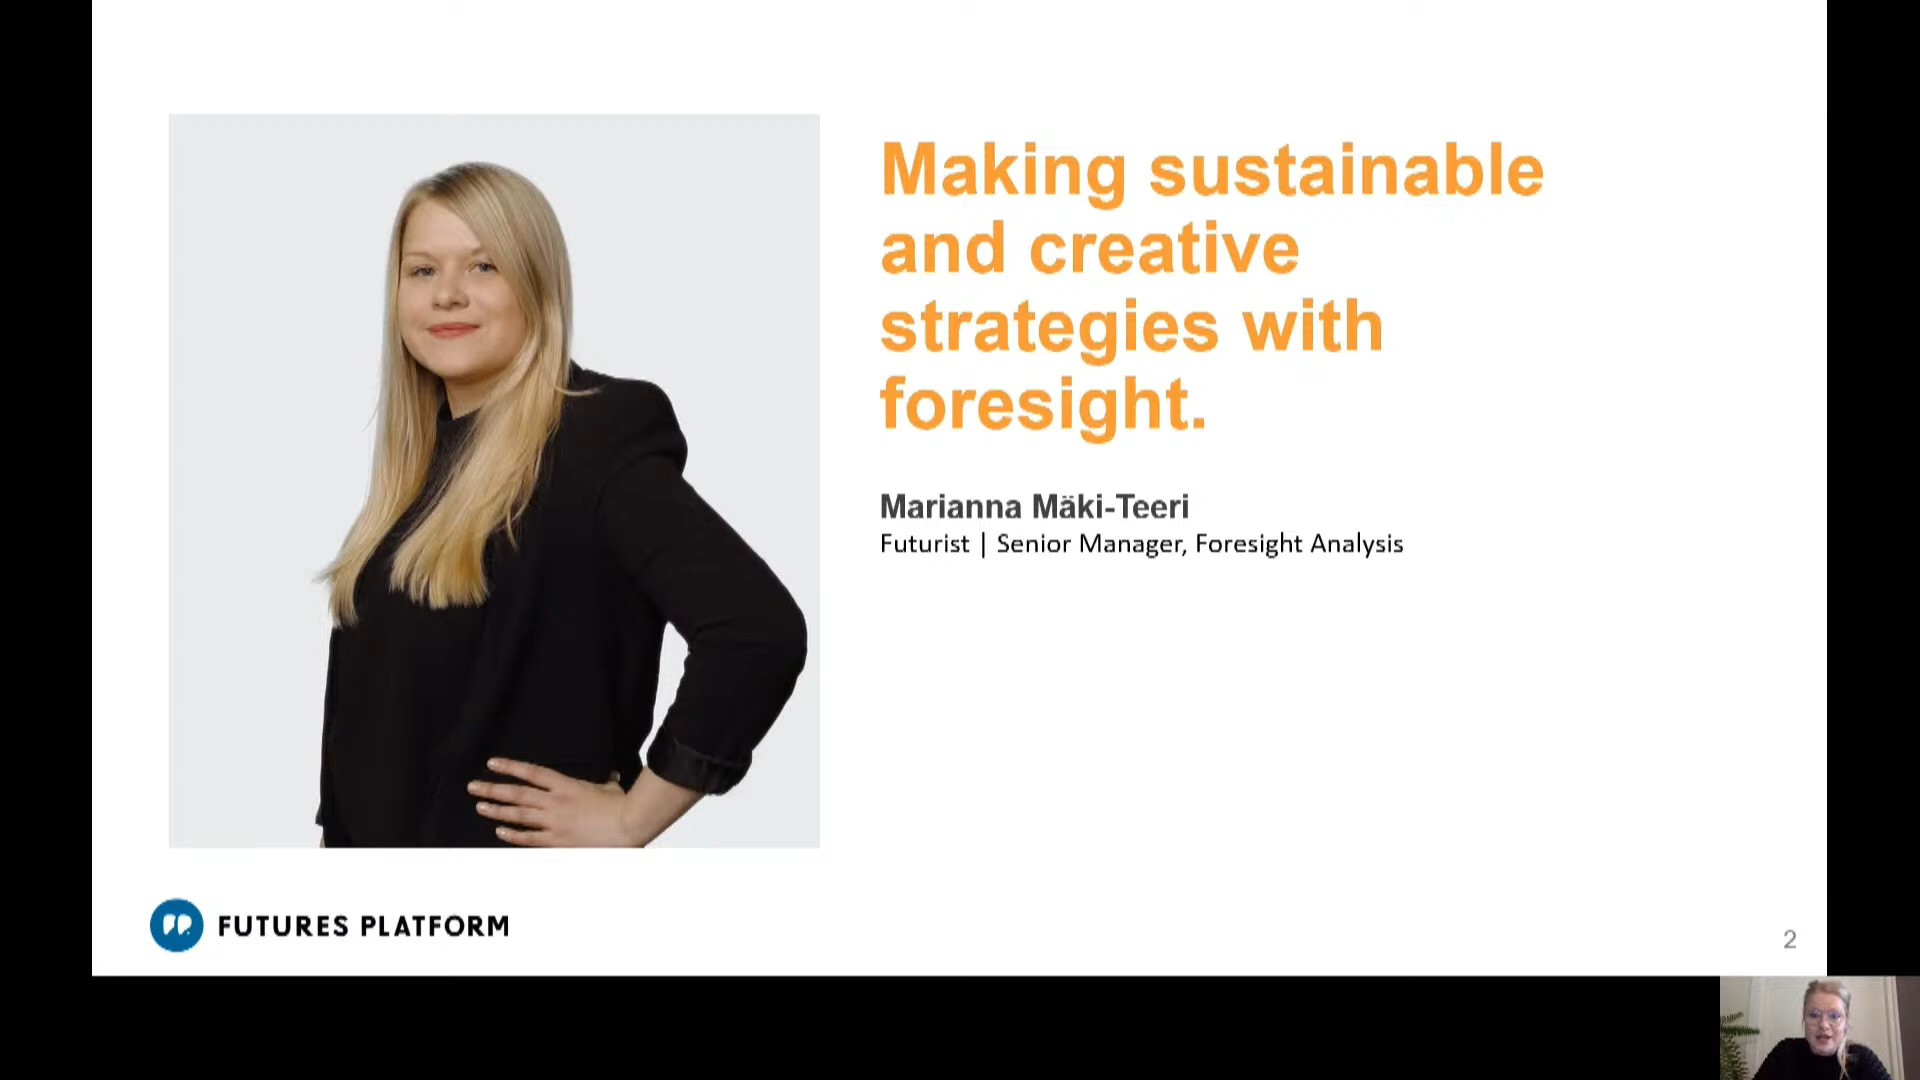 Making sustainable
and creative
strategies with
foresight.
Marianna Mäki-Teeri
Futurist | Senior Manager, Foresight Analysis
FUTURES PLATFORM
2